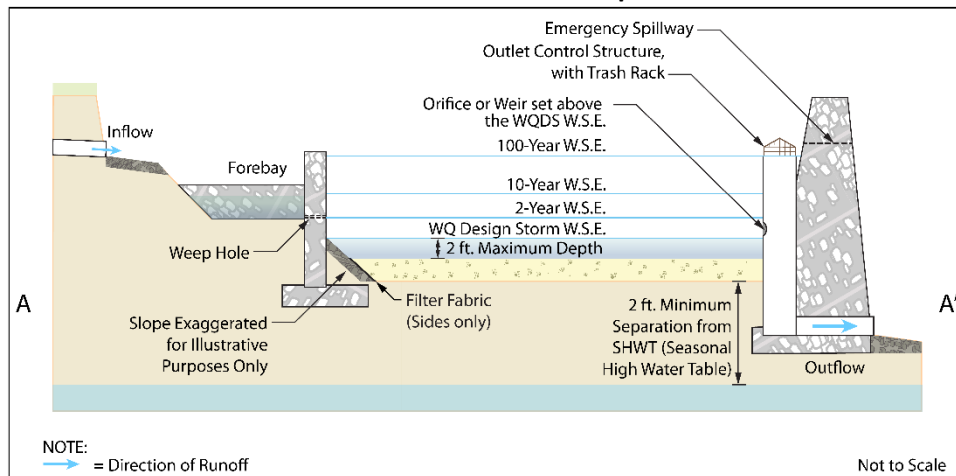 Emergency Spillway
Outlet Control Structure,
with Trash Rack
Orifice or Weir set above
the WQDS W.S.E.
Inflow
100-Year W.S.E.
Forebay
10-Year W.S.E.
2-Year W.S.E.
WQ Design Storm W.S.E.
Weep Hole
2 ft. Maximum Depth
A
A'
Filter Fabric
(Sides only)
Slope Exaggerated
for Illustrative
Purposes Only
2 ft. Minimum
Separation from
SHWT (Seasonal
High Water Table)
Outflow
NOTE:
= Direction of Runoff
Not to Scale